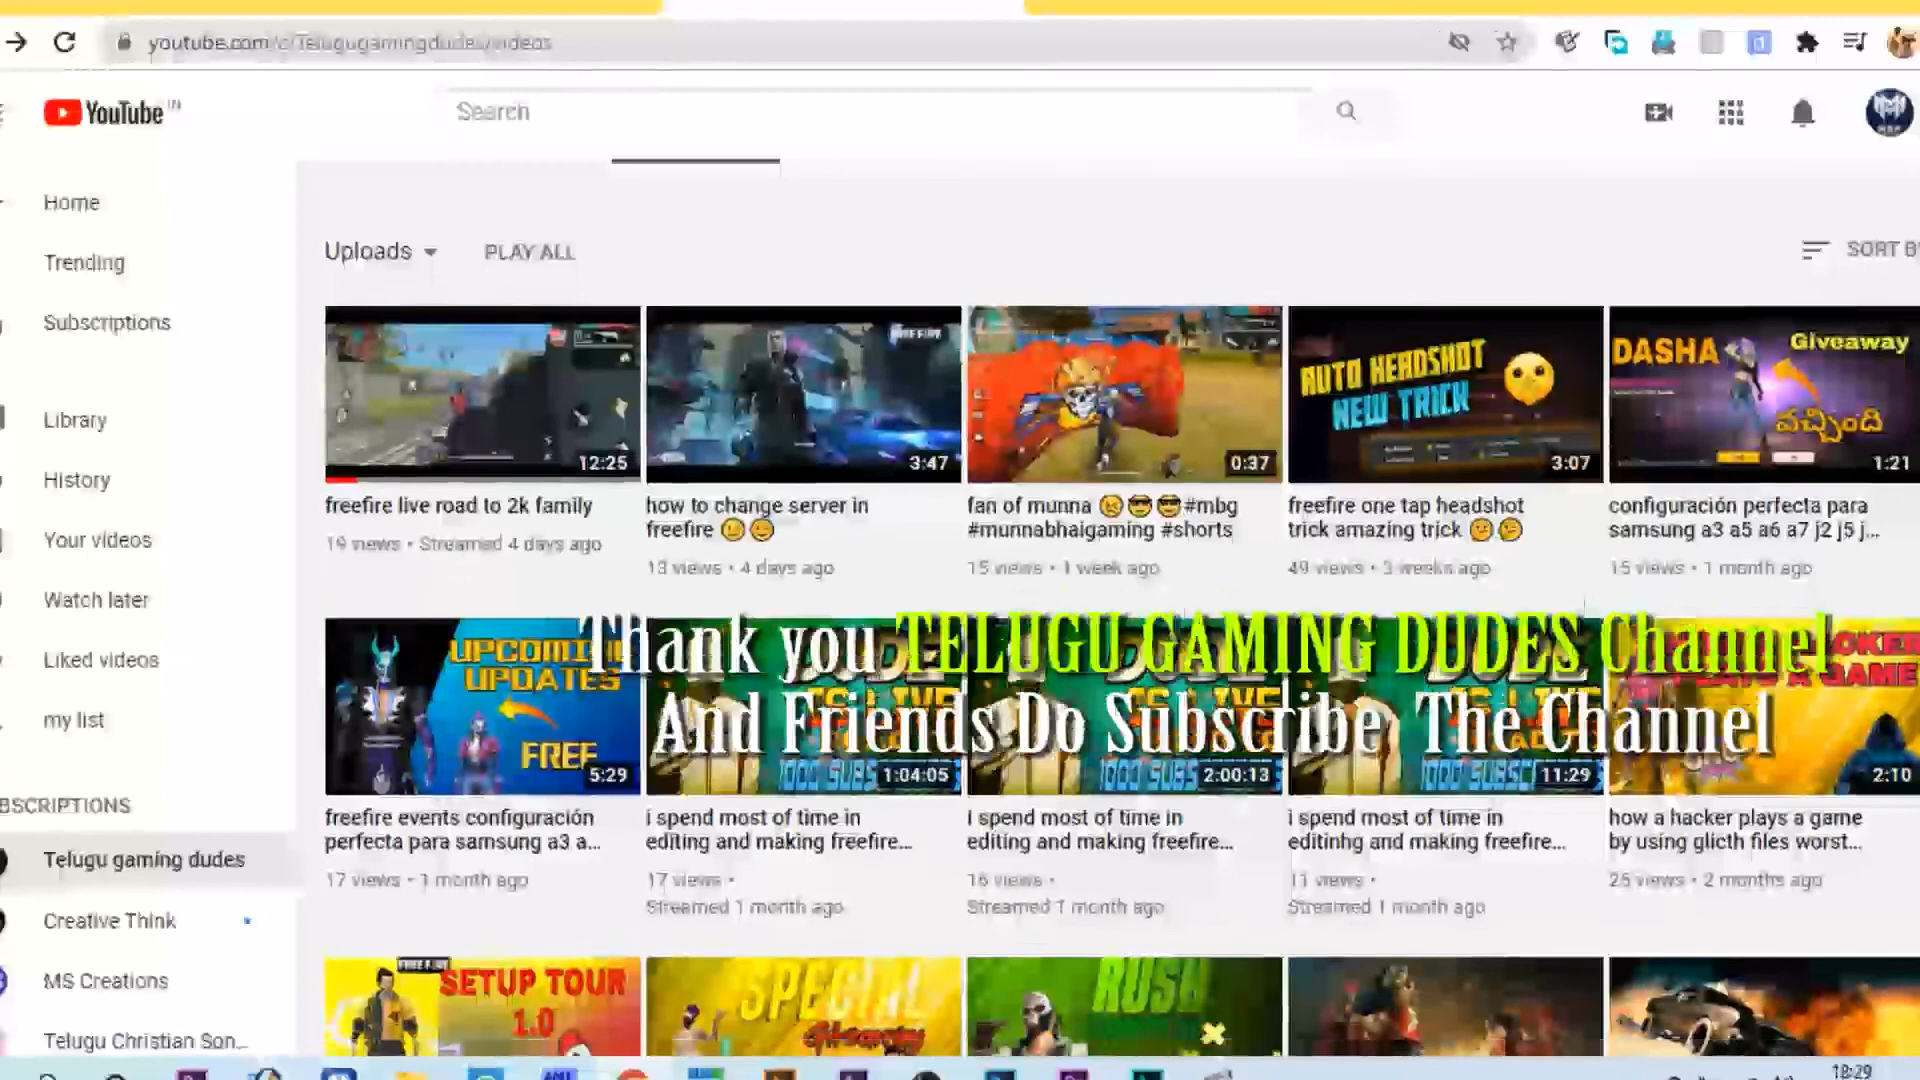 youtube.com/c/Telugugamingdudes/videos
YouTube IN
Search
Home
Trending
Subscriptions
Library
History
Your videos
Watch later
Liked videos
my list
BSCRIPTIONS
Telugu gaming dudes
Creative Think
MS Creations
Telugu Christian Son...
Uploads PLAY ALL SORT B
12:25
freefire live road to 2k family
19 views • Streamed 4 days ago
FREE FIRE
3:47
how to change server in
freefire 😉😉
13 views • 4 days ago
0:37
fan of munna 😣😎😎#mbg
#munnabhaigaming #shorts
15 views • 1 week ago
AUTO HEADSHOT
NEW TRICK
3:07
freefire one tap headshot
trick amazing trick
49 views • 3 weeks ago
DASHA Giveaway
వచ్చింది
1:21
configuración perfecta para
samsung a3 a5 a6 a7 j2 j5 j...
15 views • 1 month ago
Thank you TELUGU GAMING DUDES Channel
And Friends Do Subscribe The Channel
UPCOMING
UPDATES
FREE
5:29
freefire events configuración
perfecta para samsung a3 a...
17 views • 1 month ago
1:04:05
i spend most of time in
editing and making freefire...
17 views •
Streamed 1 month ago
2:00:13
i spend most of time in
editing and making freefire...
16 views •
Streamed 1 month ago
11:29
i spend most of time in
editinhg and making freefire...
11 views •
Streamed 1 month ago
2:10
how a hacker plays a game
by using glicth files worst...
25 views • 2 months ago
FREE FIRE
SETUP TOUR
1.0
SPECIAL
RUSH
18:29